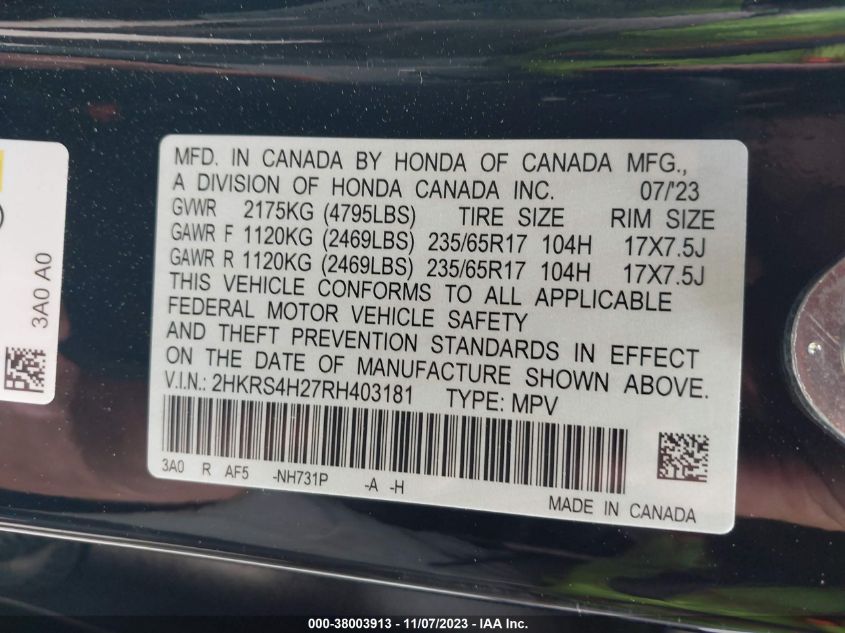 MFD. IN CANADA BY HONDA OF CANADA MFG.,
A DIVISION OF HONDA CANADA INC. 07/'23
GVWR 2175KG (4795LBS) TIRE SIZE RIM SIZE
GAWR F 1120KG (2469LBS) 235/65R17 104H 17X7.5J
GAWR R 1120KG (2469LBS) 235/65R17 104H 17X7.5J
THIS VEHICLE CONFORMS TO ALL APPLICABLE
FEDERAL MOTOR VEHICLE SAFETY
AND THEFT PREVENTION STANDARDS IN EFFECT
ON THE DATE OF MANUFACTURE SHOWN ABOVE.
V.I.N.: 2HKRS4H27RH403181 TYPE: MPV
3A0 R AF5 -NH731P -A -H
MADE IN CANADA
3A0 A0
000-38003913 - 11/07/2023 - IAA Inc.